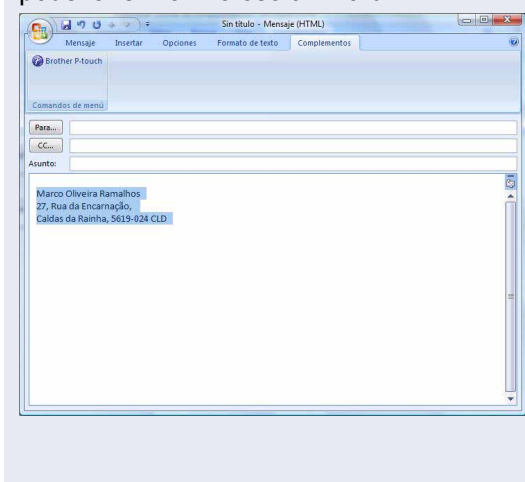 Sin título - Mensaje (HTML)
Mensaje Insertar Opciones Formato de texto Complementos
Brother P-touch
Comandos de menú
Para...
CC...
Asunto:
Marco Oliveira Ramalhos
27, Rua da Encarnação,
Caldas da Rainha, 5619-024 CLD